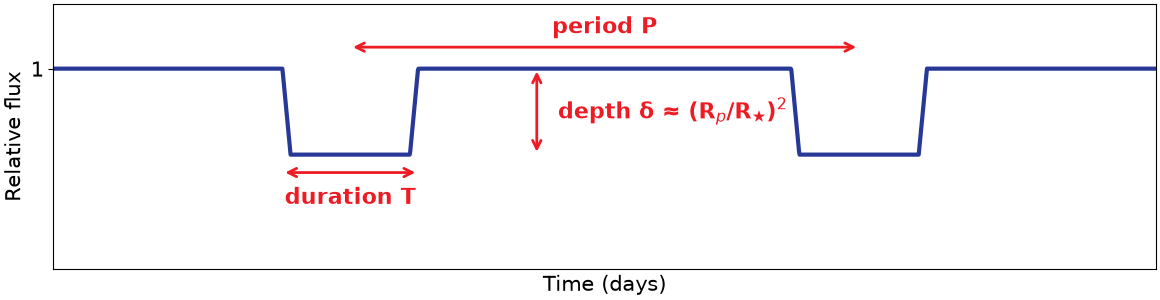 period P
1
depth δ ≈ (Rₚ/R★)²
duration T
Relative flux
Time (days)